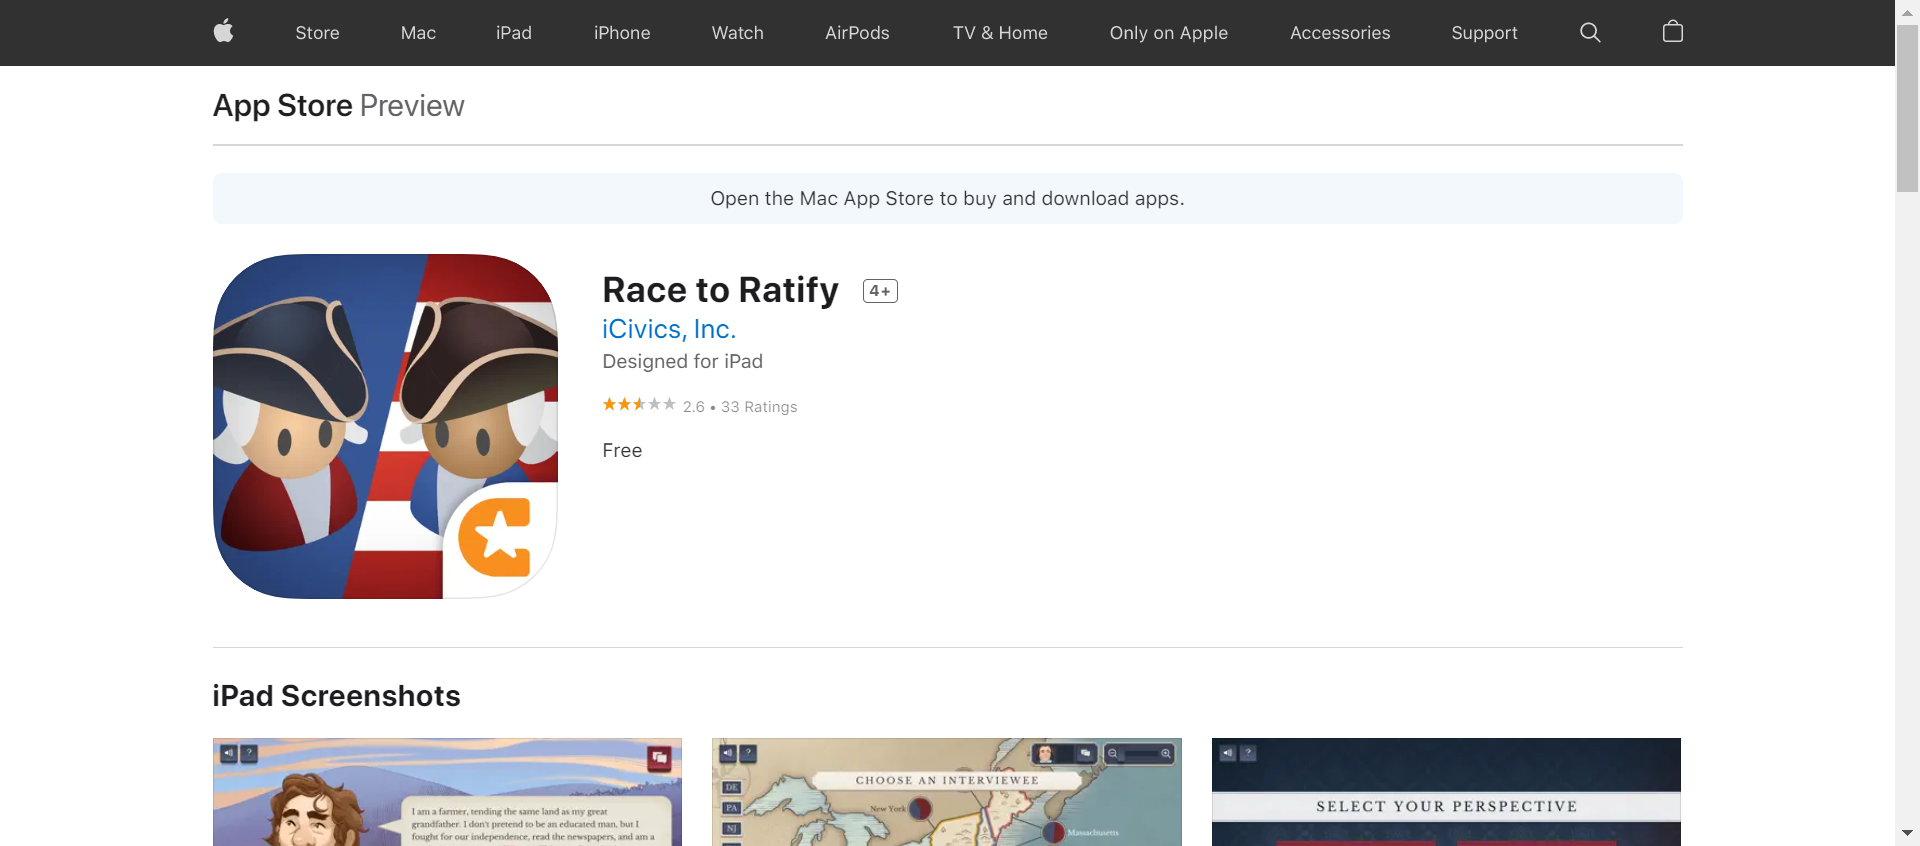 Store Mac iPad iPhone Watch AirPods TV & Home Only on Apple Accessories Support
App Store Preview
Open the Mac App Store to buy and download apps.
Race to Ratify 4+
iCivics, Inc.
Designed for iPad
2.6 • 33 Ratings
Free
iPad Screenshots
?
I am a farmer, tending the same land as my great
grandfather. I don't pretend to be an educated man, but I
fought for our independence, read the newspapers, and am a
?
CHOOSE AN INTERVIEWEE
DE
PA
NJ
New York
Massachusetts
?
SELECT YOUR PERSPECTIVE